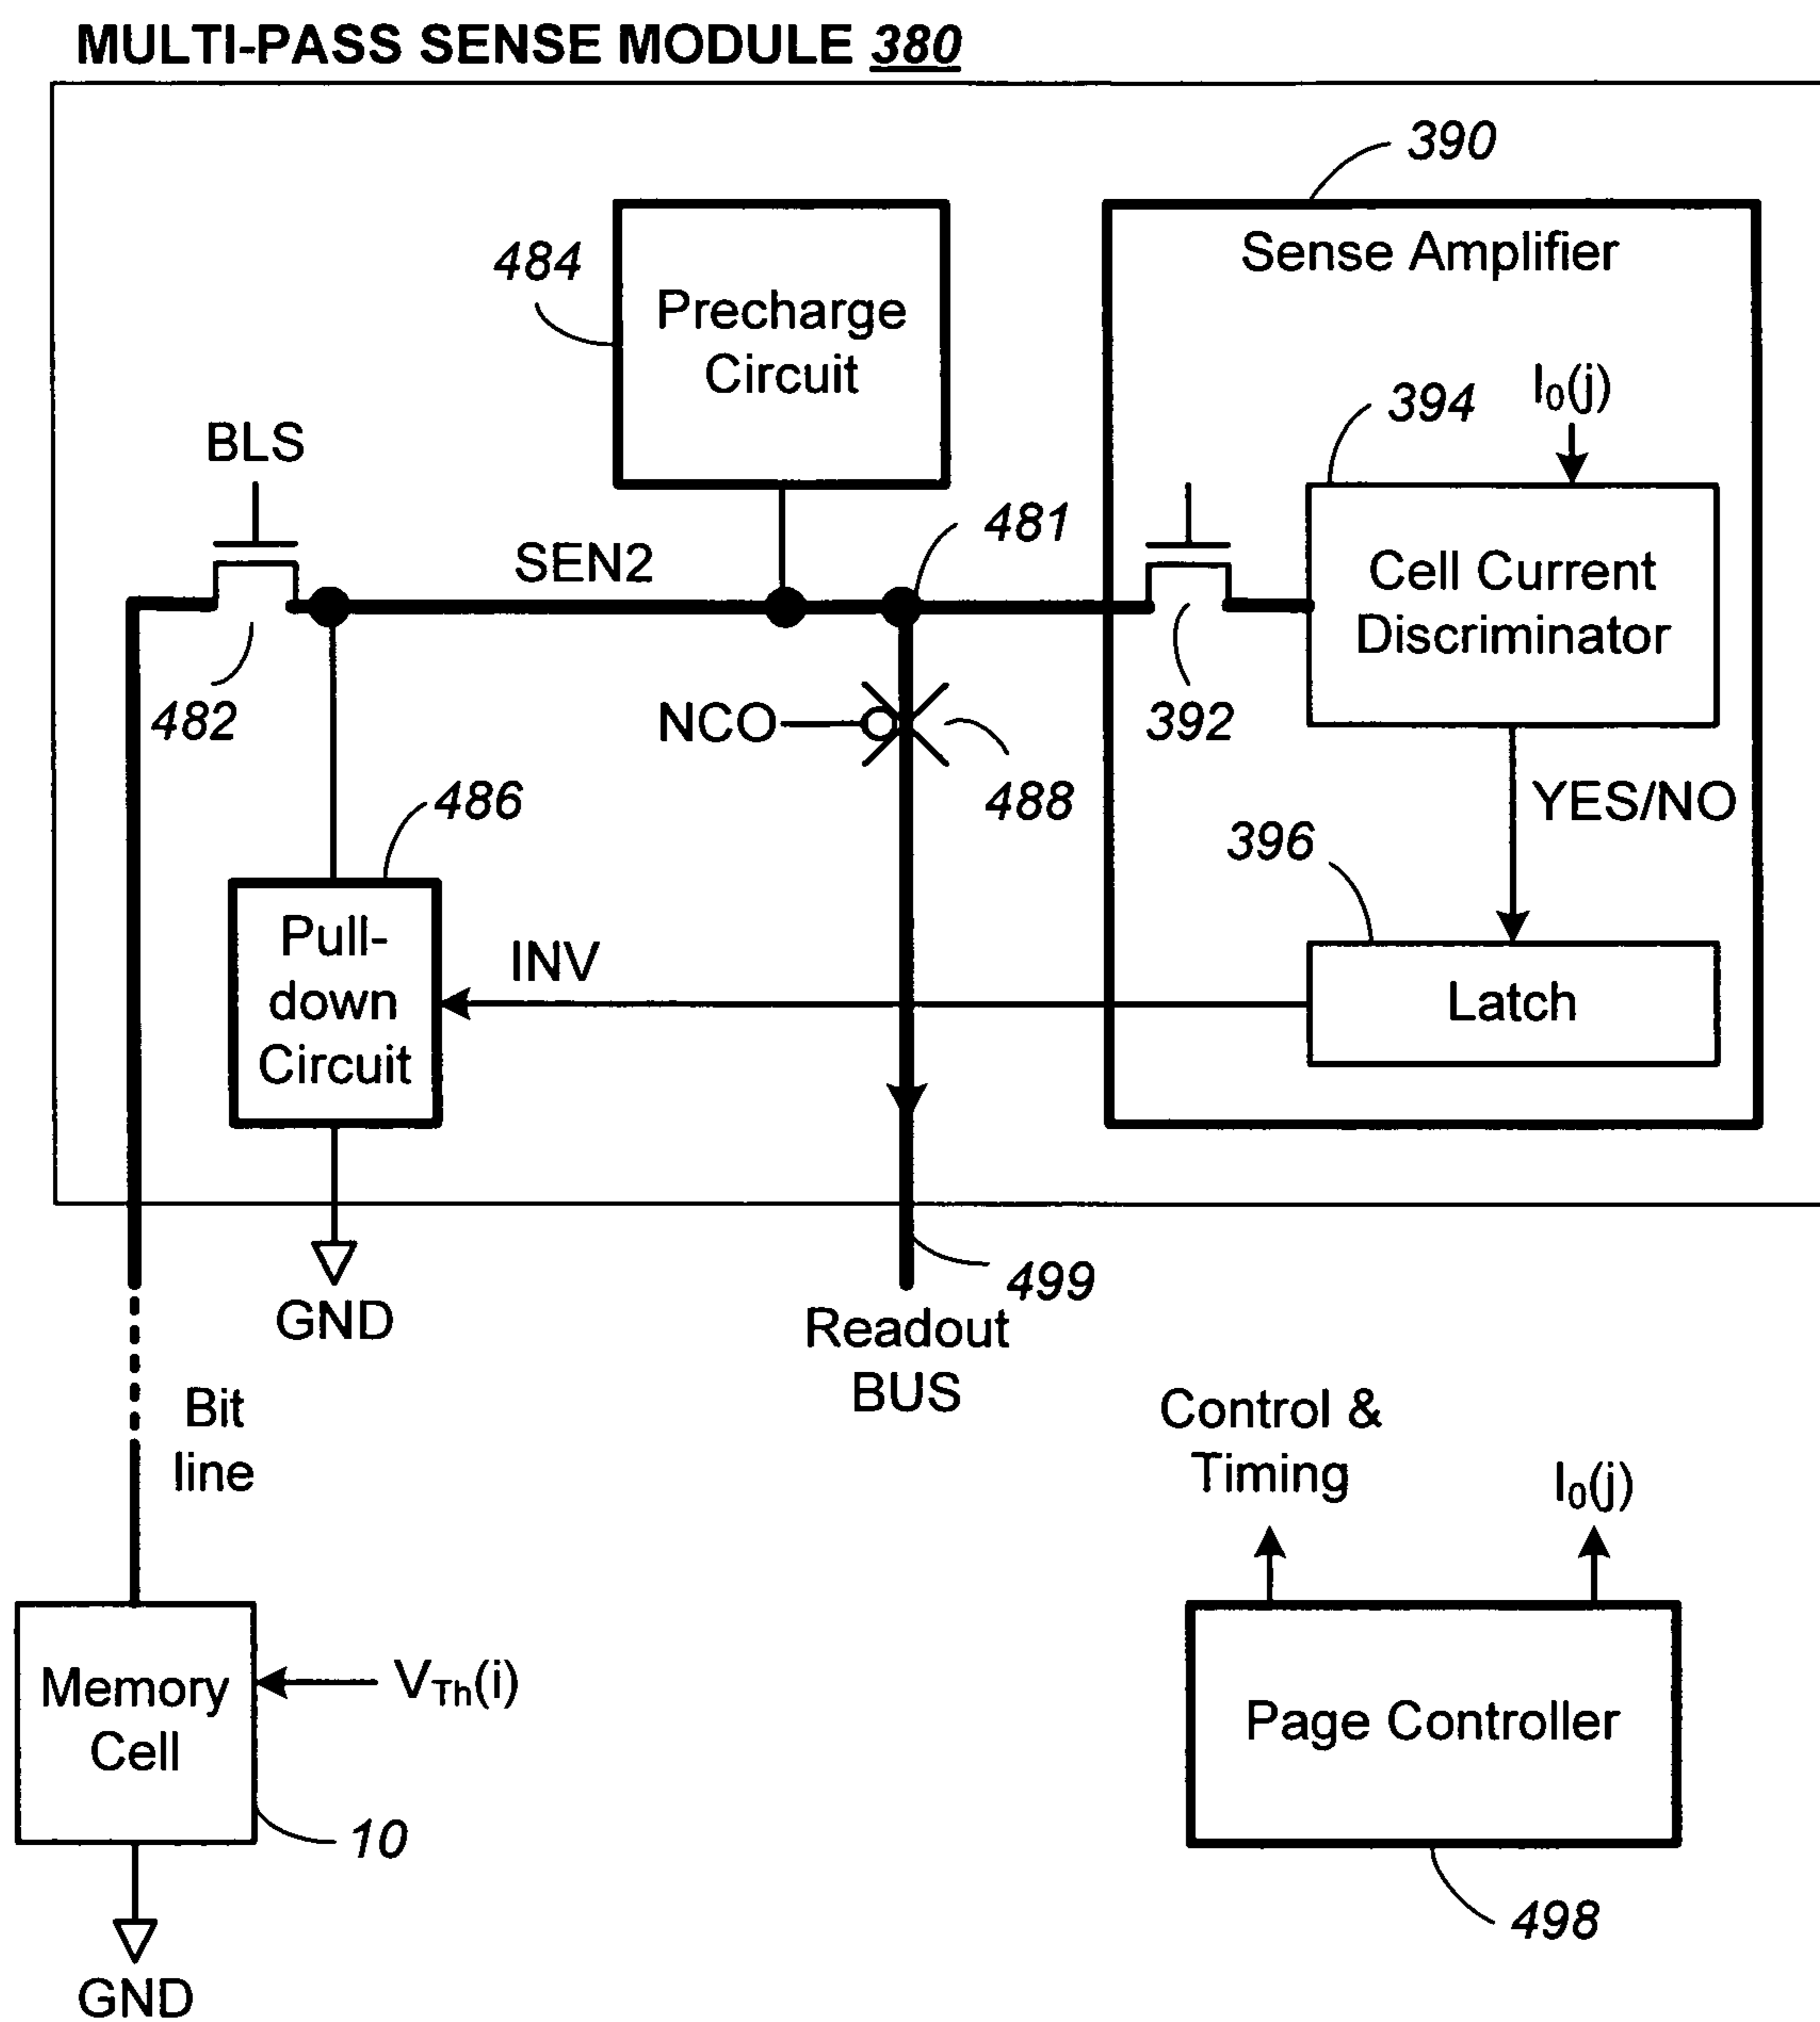 MULTI-PASS SENSE MODULE 380
390
Sense Amplifier
484
Precharge
Circuit
I₀(j)
394
BLS
481
SEN2
Cell Current
Discriminator
482
NCO
392
488
486
YES/NO
396
Pull-
down
Circuit
INV
Latch
GND
499
Readout
BUS
Bit
line
Control &
Timing
I₀(j)
Memory
Cell
V_Th(i)
Page Controller
10
498
GND